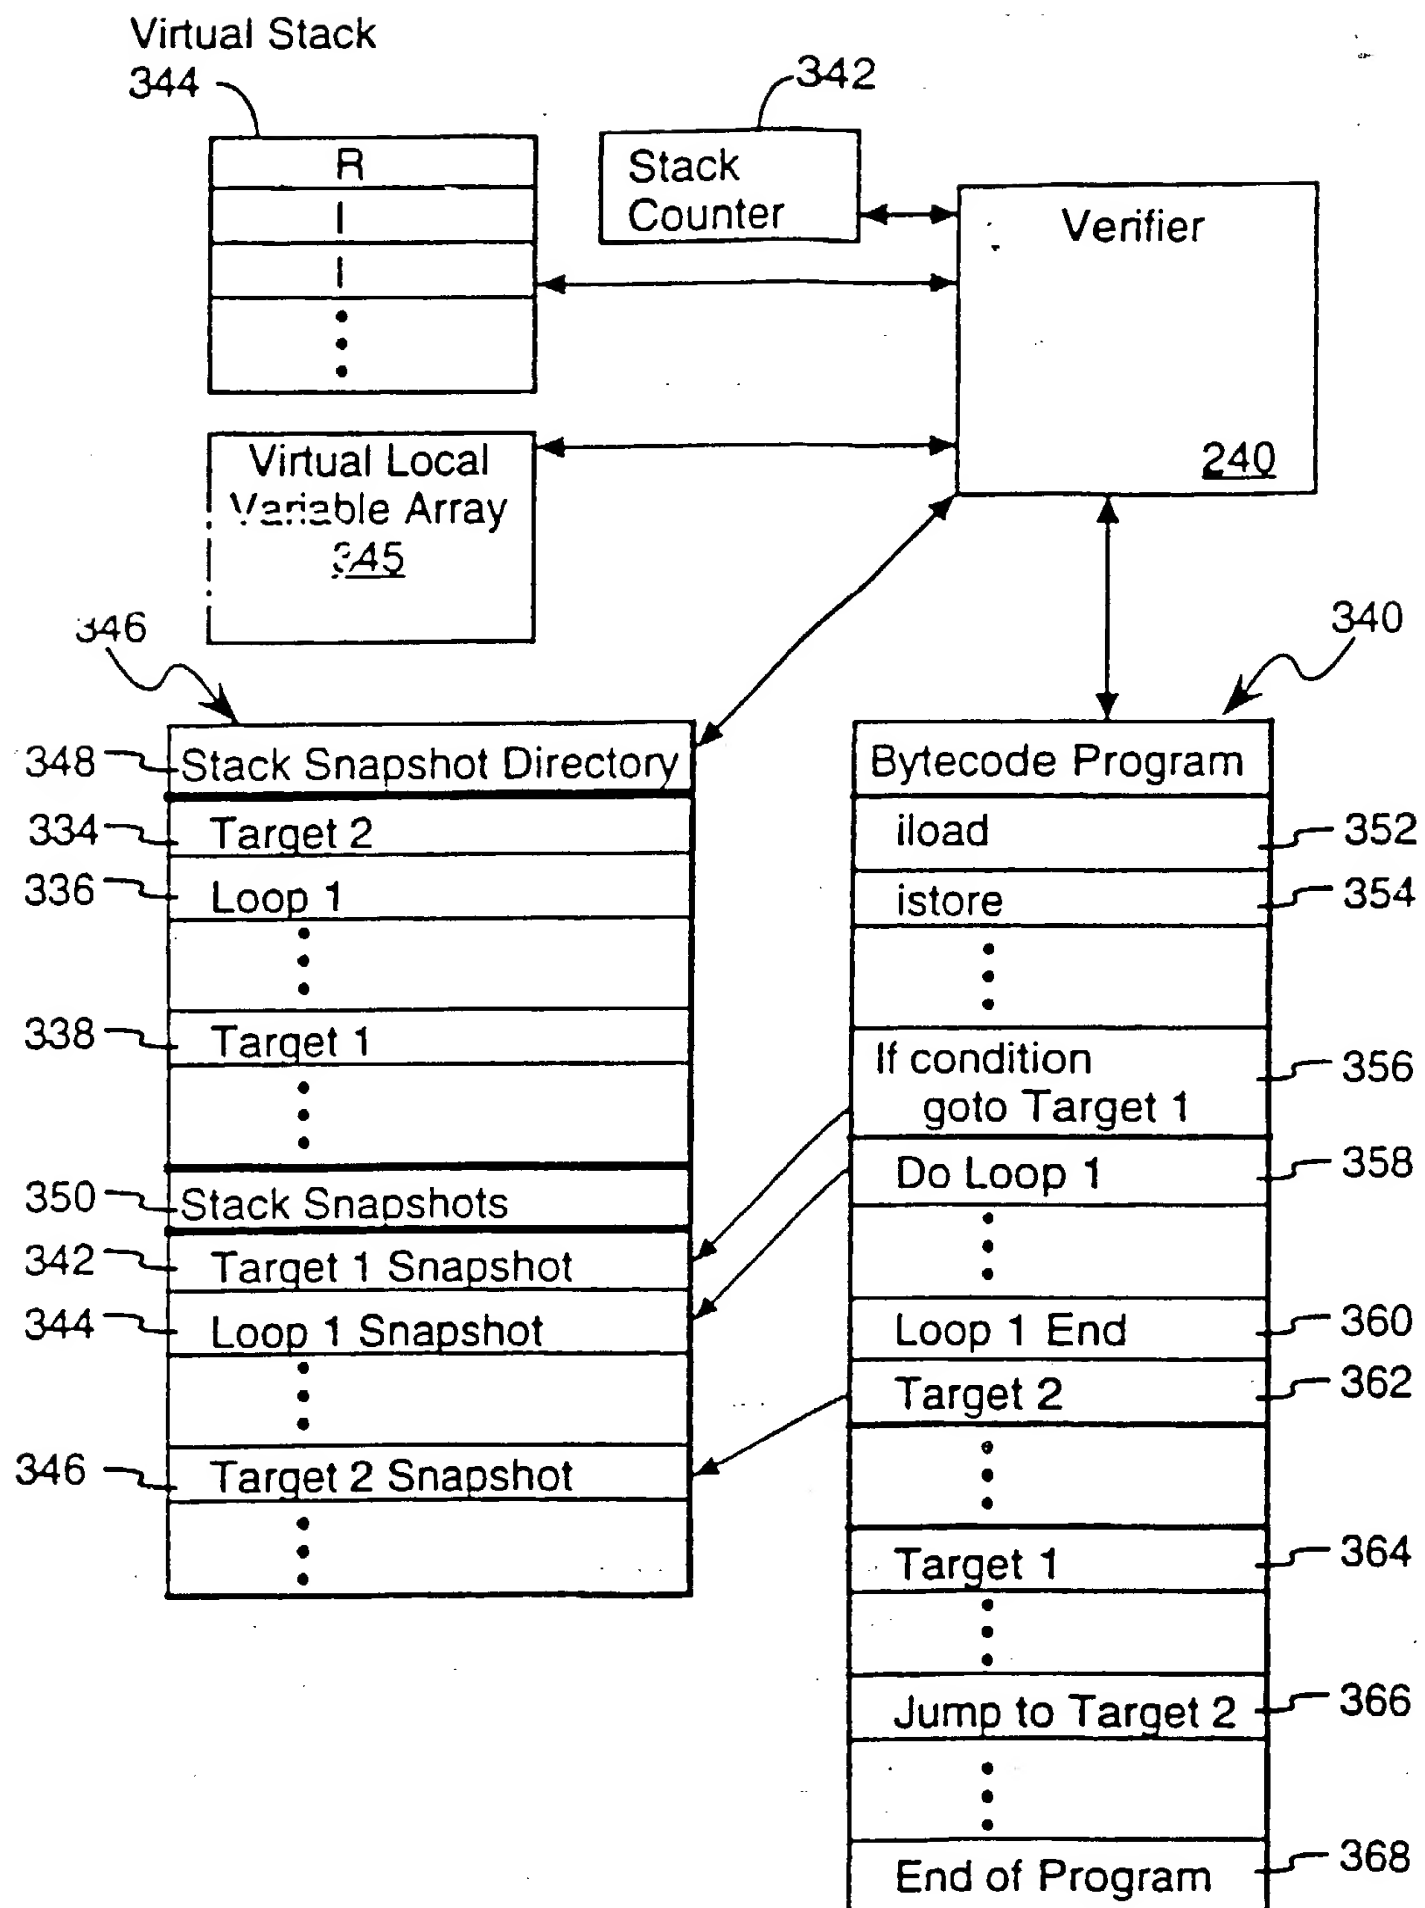 Virtual Stack
344
342
R
I
I
Stack
Counter
Verifier
240
Virtual Local
Variable Array
345
346
340
348
Stack Snapshot Directory
334
Target 2
336
Loop 1
338
Target 1
350
Stack Snapshots
342
Target 1 Snapshot
344
Loop 1 Snapshot
346
Target 2 Snapshot
Bytecode Program
iload
352
istore
354
If condition
goto Target 1
356
Do Loop 1
358
Loop 1 End
360
Target 2
362
Target 1
364
Jump to Target 2
366
End of Program
368